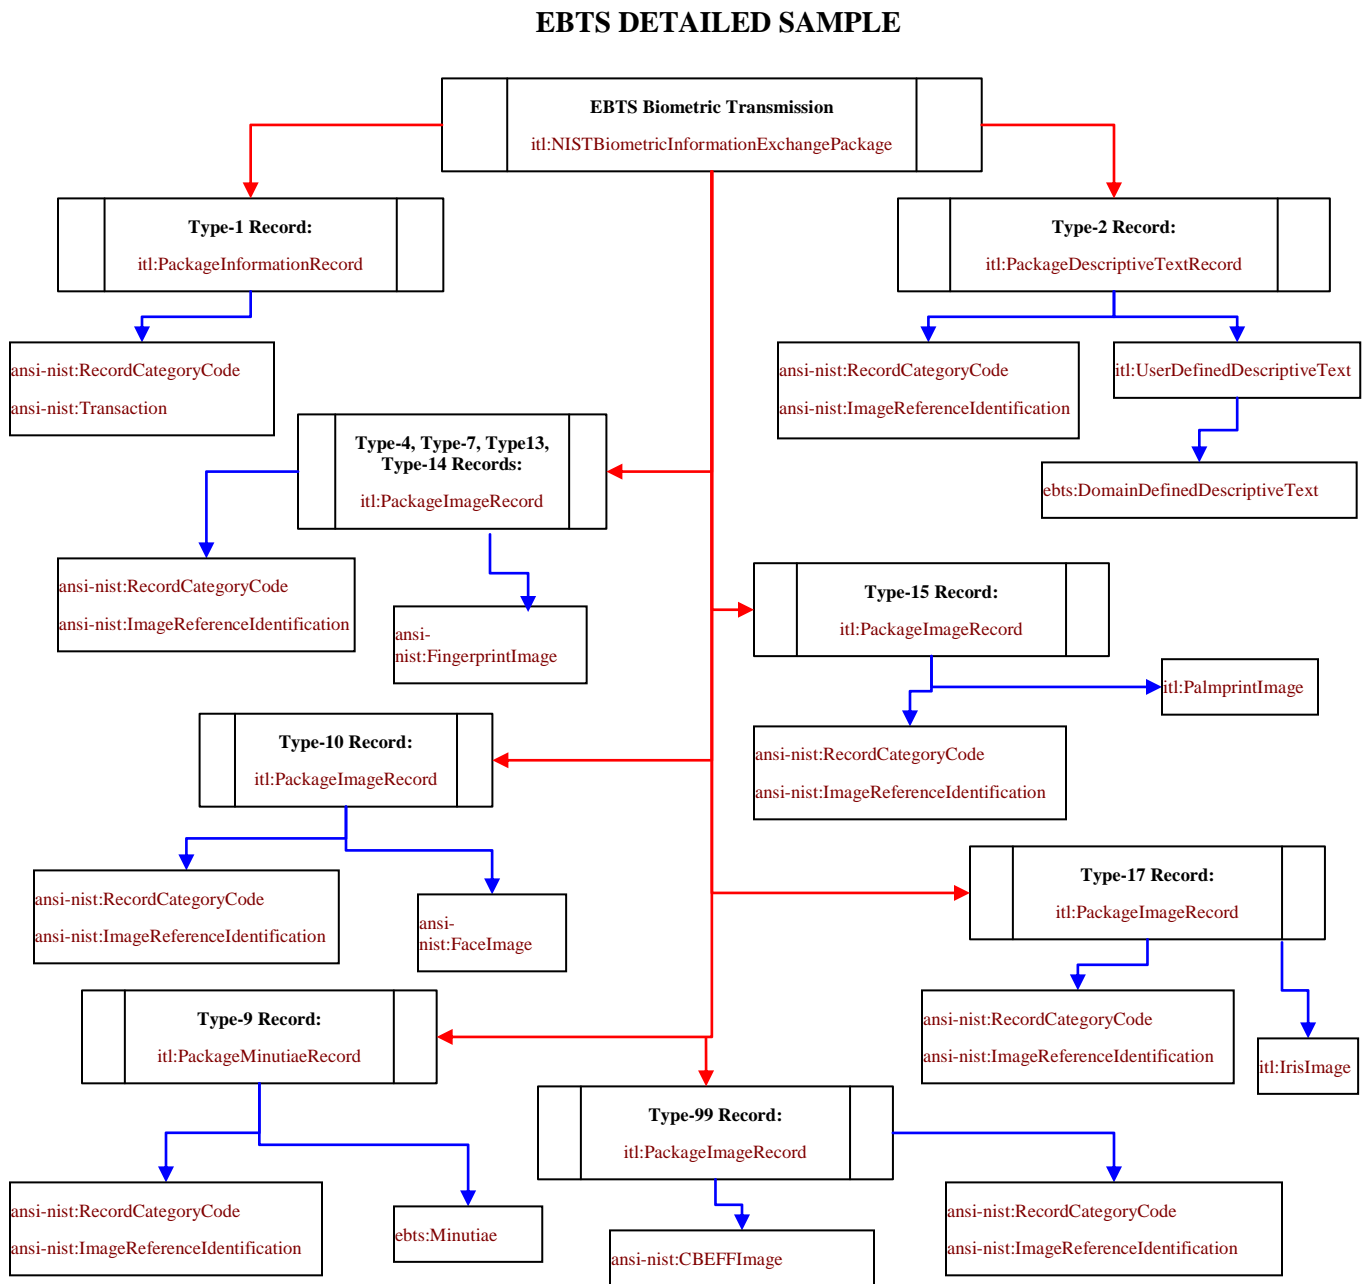 EBTS DETAILED SAMPLE
EBTS Biometric Transmission
itl:NISTBiometricInformationExchangePackage
Type-1 Record:
itl:PackageInformationRecord
Type-2 Record:
itl:PackageDescriptiveTextRecord
ansi-nist:RecordCategoryCode
ansi-nist:Transaction
ansi-nist:RecordCategoryCode
ansi-nist:ImageReferenceIdentification
itl:UserDefinedDescriptiveText
ebts:DomainDefinedDescriptiveText
Type-4, Type-7, Type13,
Type-14 Records:
itl:PackageImageRecord
ansi-nist:RecordCategoryCode
ansi-nist:ImageReferenceIdentification
ansi-
nist:FingerprintImage
Type-15 Record:
itl:PackageImageRecord
itl:PalmprintImage
ansi-nist:RecordCategoryCode
ansi-nist:ImageReferenceIdentification
Type-10 Record:
itl:PackageImageRecord
ansi-nist:RecordCategoryCode
ansi-nist:ImageReferenceIdentification
ansi-
nist:FaceImage
Type-17 Record:
itl:PackageImageRecord
ansi-nist:RecordCategoryCode
ansi-nist:ImageReferenceIdentification
itl:IrisImage
Type-9 Record:
itl:PackageMinutiaeRecord
ansi-nist:RecordCategoryCode
ansi-nist:ImageReferenceIdentification
ebts:Minutiae
Type-99 Record:
itl:PackageImageRecord
ansi-nist:CBEFFImage
ansi-nist:RecordCategoryCode
ansi-nist:ImageReferenceIdentification